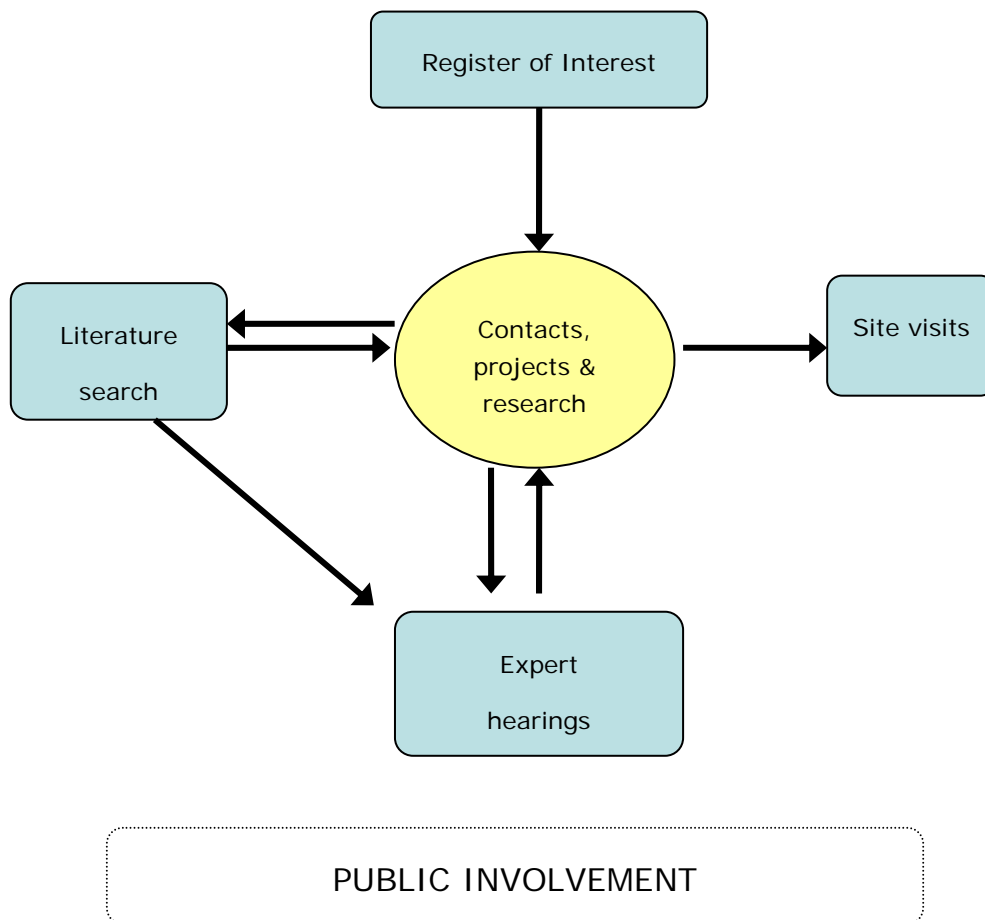 Register of Interest
Literature
search
Contacts,
projects &
research
Site visits
Expert
hearings
PUBLIC INVOLVEMENT